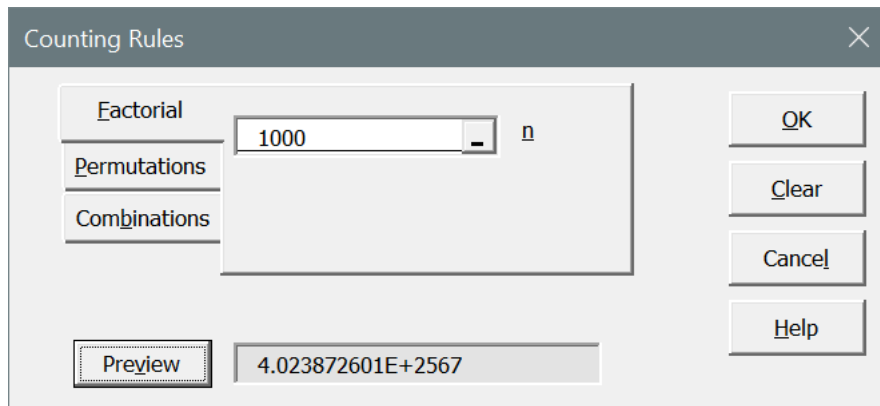 Counting Rules
Factorial
1000
n
Permutations
Combinations
OK
Clear
Cancel
Help
Preview
4.023872601E+2567